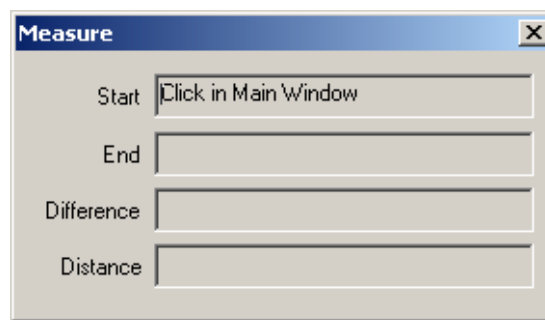 Measure
Start Click in Main Window
End
Difference
Distance